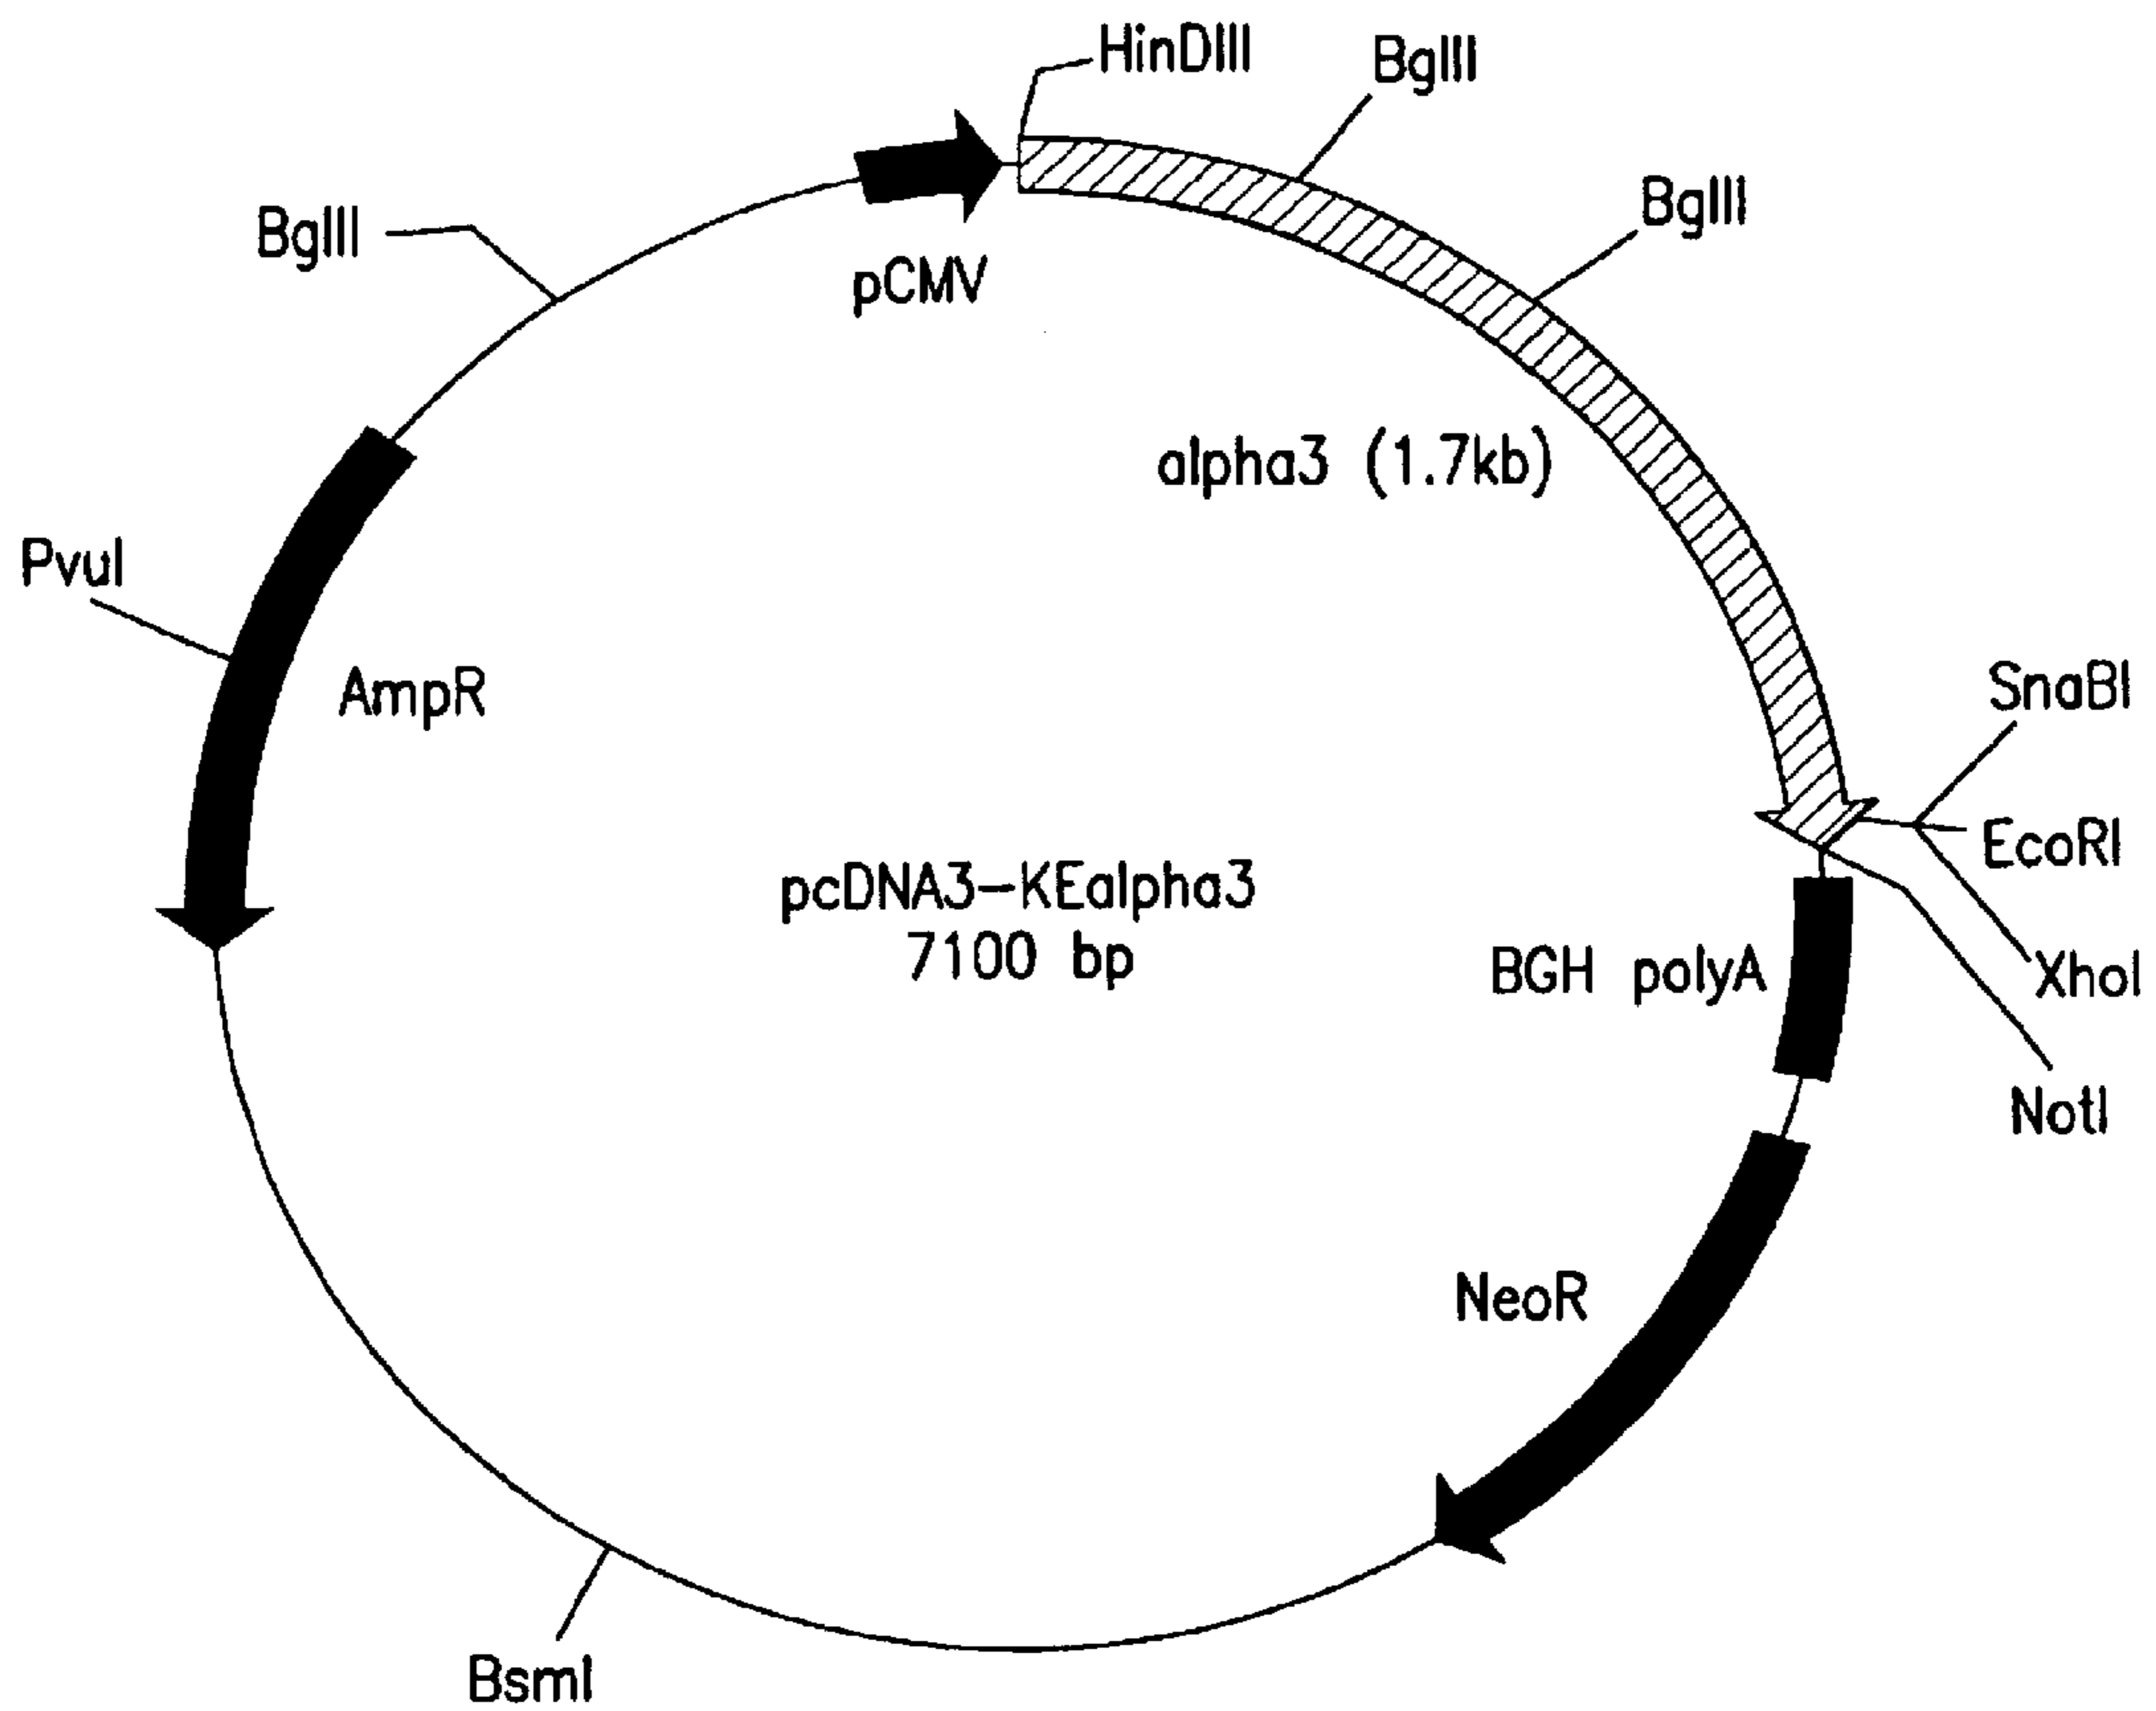 HinDIII
BglII
BglII
BglII
pCMV
alpha3 (1.7kb)
PvuI
AmpR
SnaBI
EcoRI
pcDNA3-KEalpha3
7100 bp
BGH polyA
XhoI
NotI
NeoR
BsmI